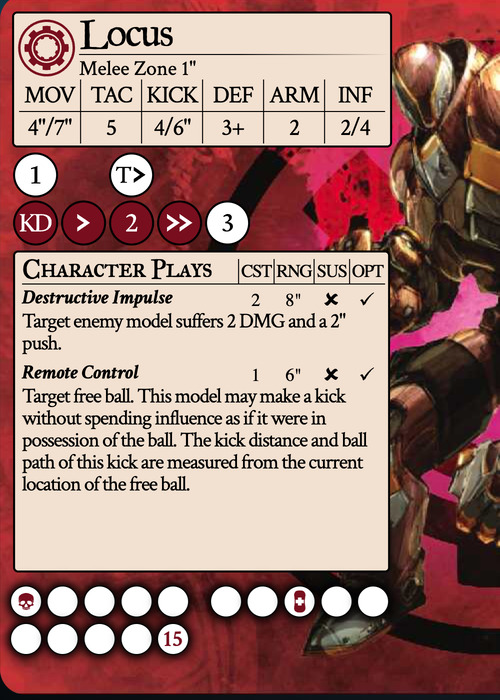 Locus
Melee Zone 1"
MOV TAC KICK DEF ARM INF
4"/7" 5 4/6" 3+ 2 2/4
1 T>
KD > 2 >> 3
Character Plays CST RNG SUS OPT
Destructive Impulse 2 8" ✘ ✓
Target enemy model suffers 2 DMG and a 2"
push.
Remote Control 1 6" ✘ ✓
Target free ball. This model may make a kick
without spending influence as if it were in
possession of the ball. The kick distance and ball
path of this kick are measured from the current
location of the free ball.
15